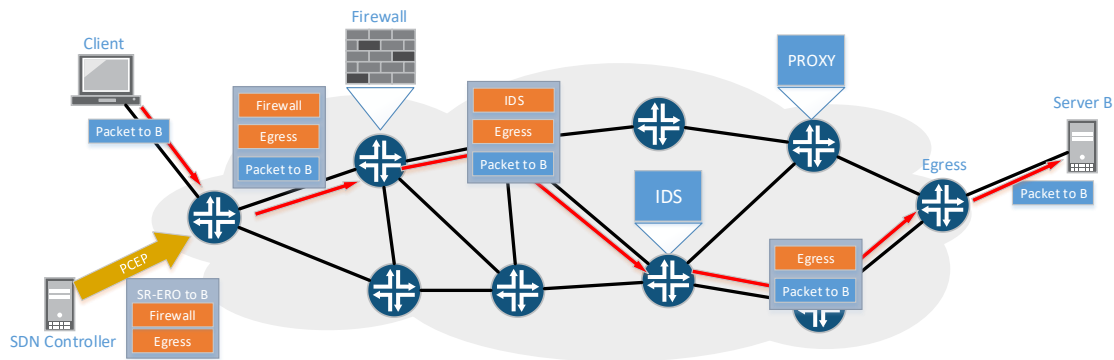 Firewall
Client
PROXY
Firewall
Egress
Packet to B
IDS
Egress
Packet to B
Server B
Packet to B
Egress
IDS
Packet to B
PCEP
Egress
Packet to B
SR-ERO to B
Firewall
Egress
SDN Controller